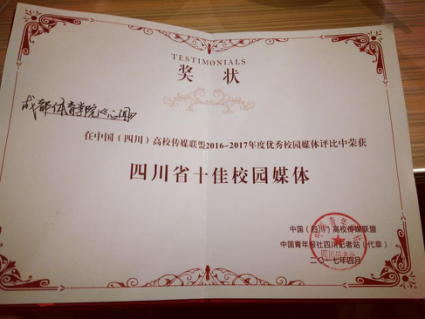 TESTIMONIALS
奖 状
成都体育学院
在中国(四川)高校传媒联盟2016-2017年度优秀校园媒体评比中荣获
四川省十佳校园媒体
中国(四川)高校传媒联盟
中国青年报社四川记者站(代章)
二〇一七年四月